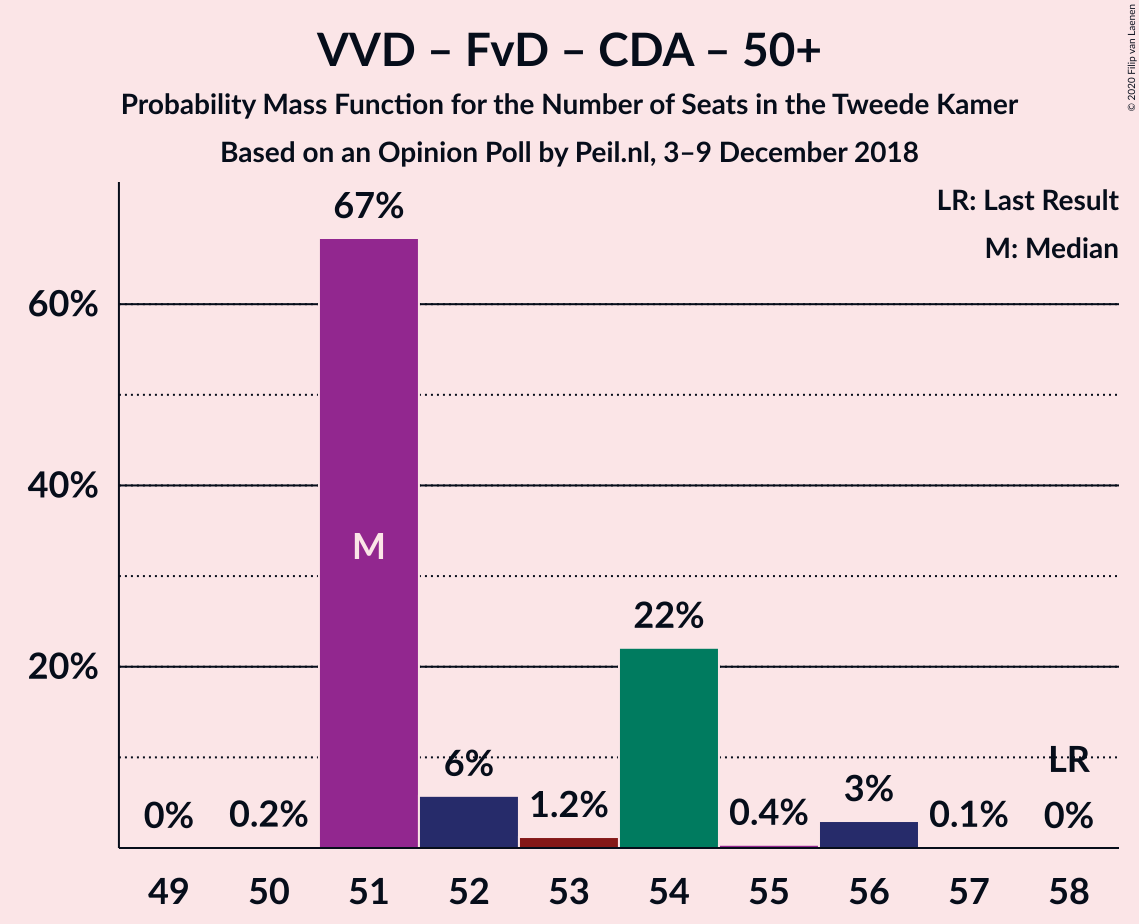 VVD – FvD – CDA – 50+
Probability Mass Function for the Number of Seats in the Tweede Kamer
Based on an Opinion Poll by Peil.nl, 3–9 December 2018
© 2020 Filip van Laenen
LR: Last Result
M: Median
60%
40%
20%
0%
0.2%
67%
M
6%
1.2%
22%
0.4%
3%
0.1%
LR
0%
49
50
51
52
53
54
55
56
57
58